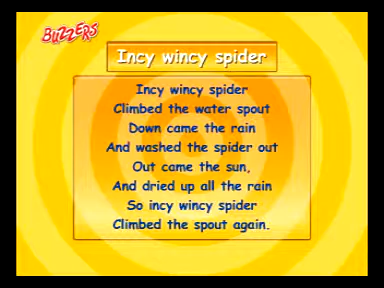 BUZZERS
Incy wincy spider
Incy wincy spider
Climbed the water spout
Down came the rain
And washed the spider out
Out came the sun,
And dried up all the rain
So incy wincy spider
Climbed the spout again.